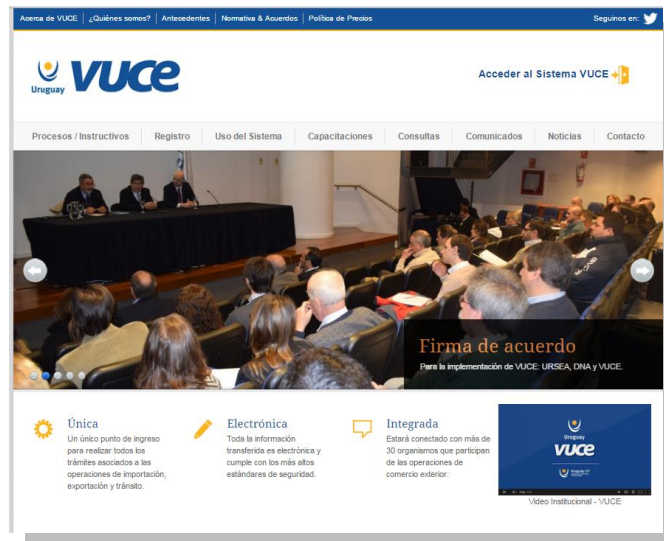 Acerca de VUCE | ¿Quiénes somos? | Antecedentes | Normativa & Acuerdos | Política de Precios
Seguinos en:
Uruguay
vuce
Acceder al Sistema VUCE
Procesos / Instructivos | Registro | Uso del Sistema | Capacitaciones | Consultas | Comunicados | Noticias | Contacto
Firma de acuerdo
Para la implementación de VUCE: URSEA, DNA y VUCE.
Única
Un único punto de ingreso
para realizar todos los
trámites asociados a las
operaciones de importación,
exportación y tránsito.
Electrónica
Toda la información
transferida es electrónica y
cumple con los más altos
estándares de seguridad.
Integrada
Estará conectado con más de
30 organismos que participan
de las operaciones de
comercio exterior.
Uruguay
vuce
Video Institucional - VUCE